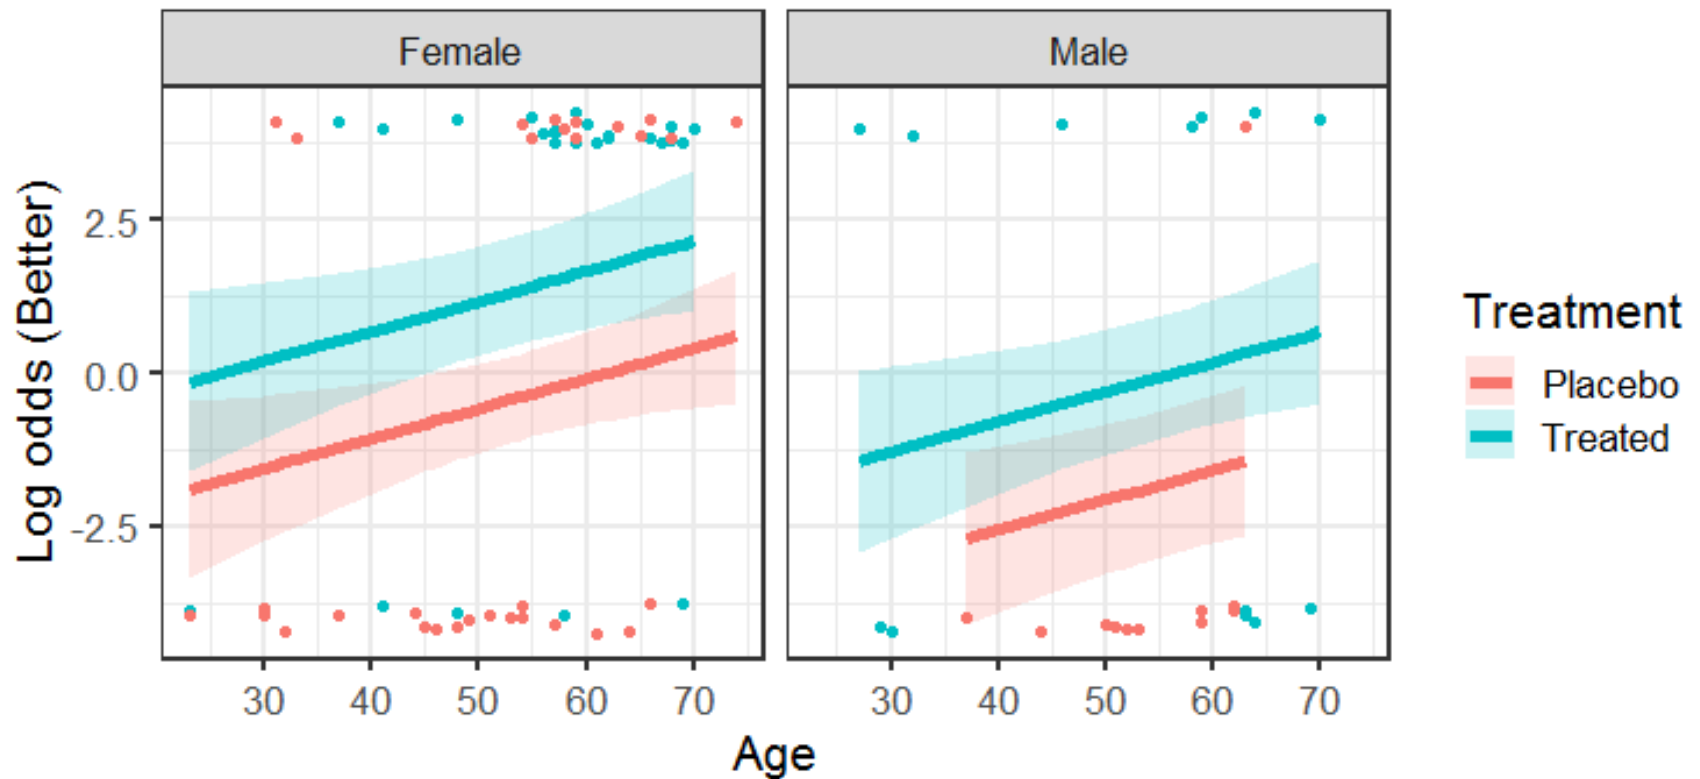 Female
Male
Log odds (Better)
2.5
0.0
-2.5
30 40 50 60 70
30 40 50 60 70
Age
Treatment
Placebo
Treated